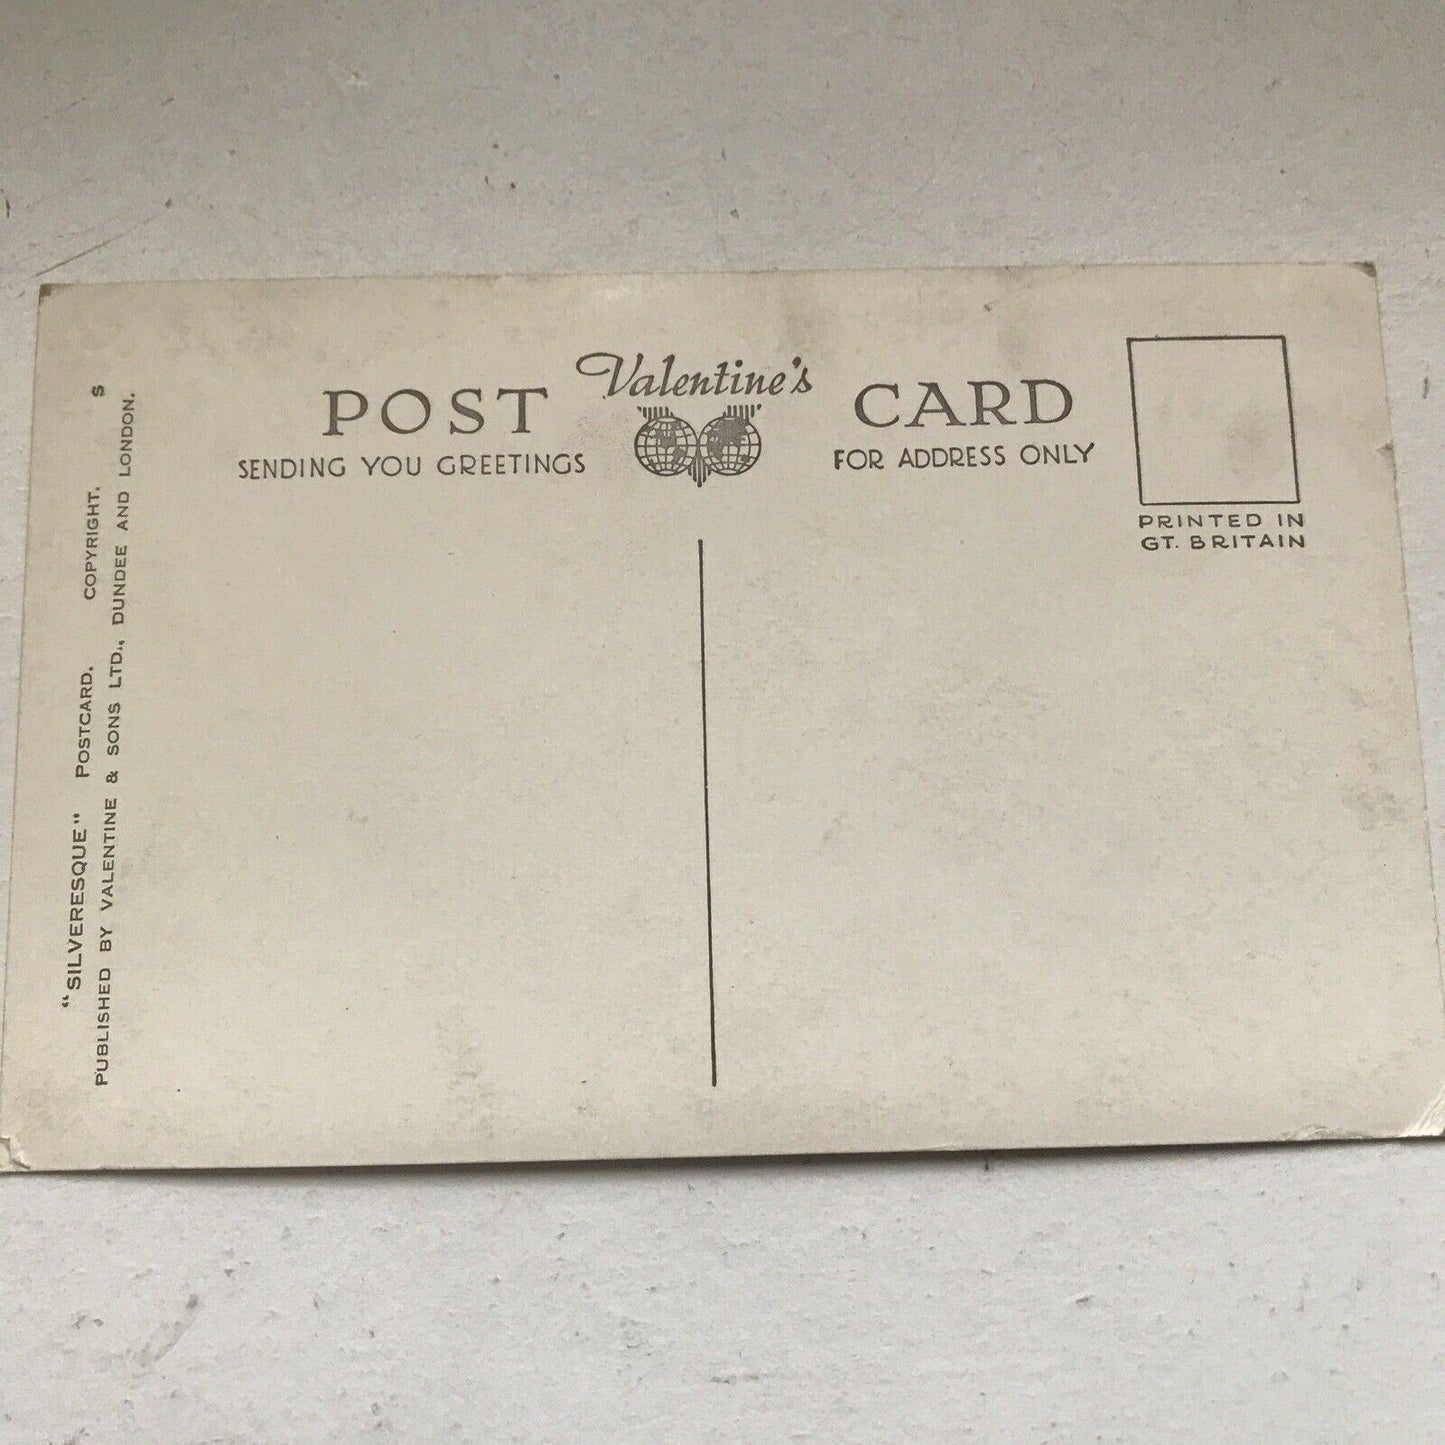 Valentine's
POST CARD
SENDING YOU GREETINGS
FOR ADDRESS ONLY
PRINTED IN
GT. BRITAIN
"SILVERESQUE" POSTCARD. COPYRIGHT. S
PUBLISHED BY VALENTINE & SONS LTD., DUNDEE AND LONDON.